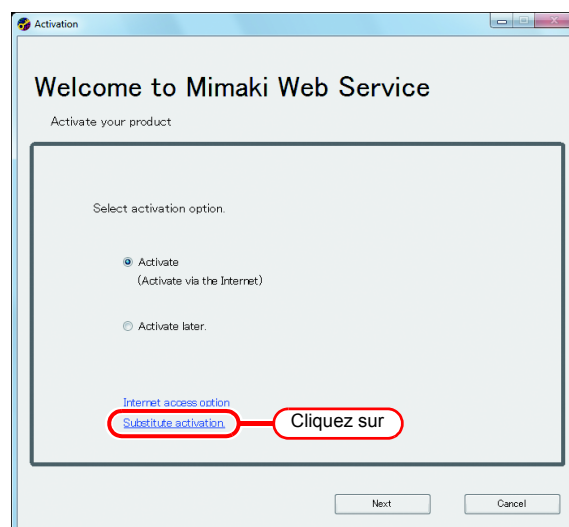 Activation
Welcome to Mimaki Web Service
Activate your product
Select activation option.
Activate
(Activate via the Internet)
Activate later.
Internet access option
Substitute activation.
Cliquez sur
Next
Cancel